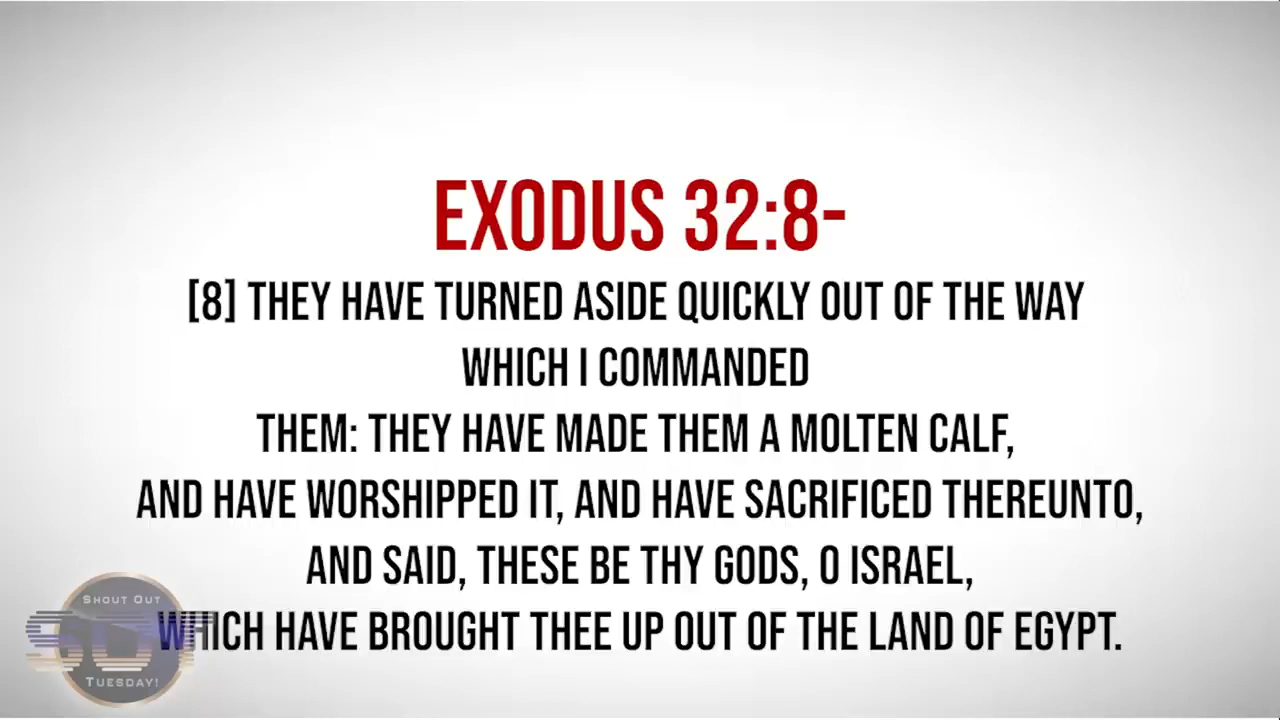 EXODUS 32:8-
[8] THEY HAVE TURNED ASIDE QUICKLY OUT OF THE WAY
WHICH I COMMANDED
THEM: THEY HAVE MADE THEM A MOLTEN CALF,
AND HAVE WORSHIPPED IT, AND HAVE SACRIFICED THEREUNTO,
AND SAID, THESE BE THY GODS, O ISRAEL,
WHICH HAVE BROUGHT THEE UP OUT OF THE LAND OF EGYPT.
SHOUT OUT
SOT
TUESDAY!